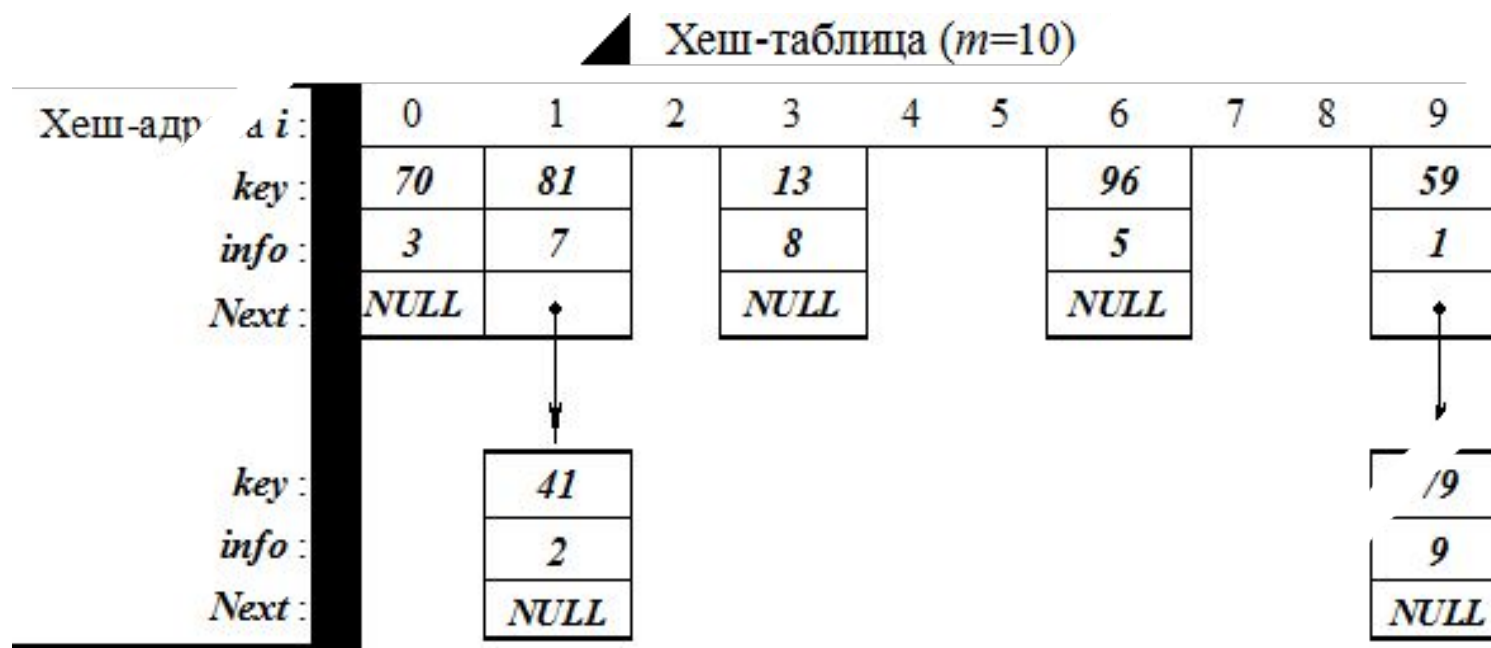 Хеш-таблица (m=10)
i : 0 1 2 3 4 5 6 7 8 9
key : 70 81 13 96 59
info : 3 7 8 5 1
Next : NULL NULL NULL
key : 41
info : 2 9
Next : NULL NULL